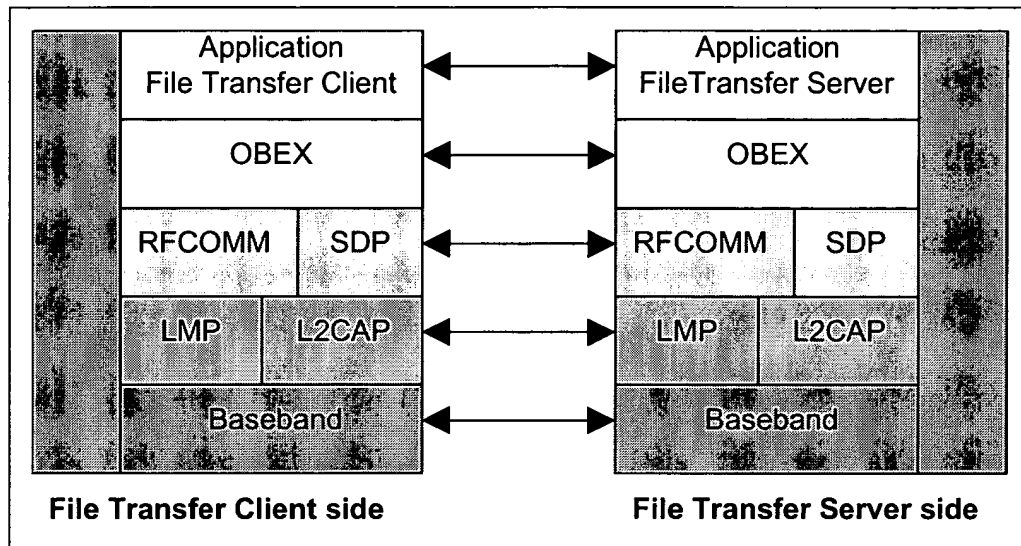 Application
File Transfer Client
OBEX
RFCOMM SDP
LMP L2CAP
Baseband
File Transfer Client side
Application
FileTransfer Server
OBEX
RFCOMM SDP
LMP L2CAP
Baseband
File Transfer Server side